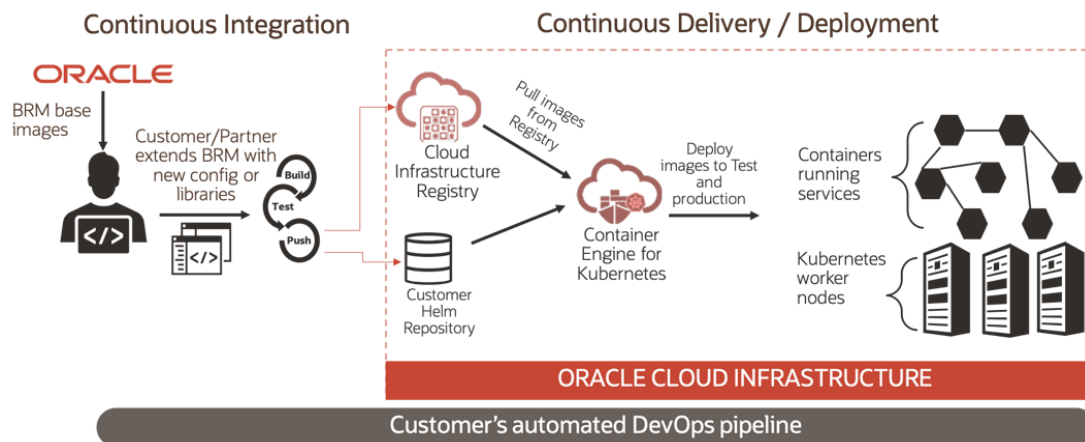 Continuous Integration
Continuous Delivery / Deployment
ORACLE
BRM base
images
Customer/Partner
extends BRM with
new config or
libraries
Build
Test
Push
</>
</>
Cloud
Infrastructure
Registry
Pull images
from
Registry
Customer
Helm
Repository
Container
Engine for
Kubernetes
Deploy
images to Test
and
production
Containers
running
services
Kubernetes
worker
nodes
ORACLE CLOUD INFRASTRUCTURE
Customer's automated DevOps pipeline